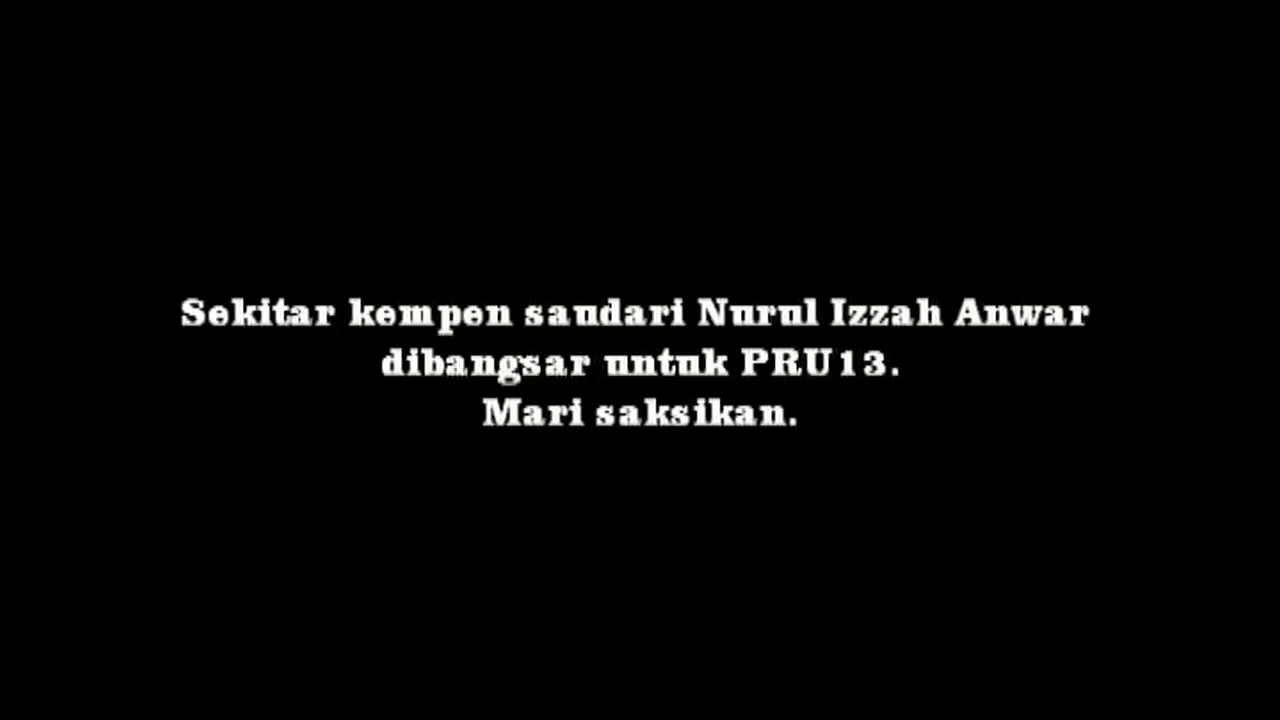 Sekitar kempen saudari Nurul Izzah Anwar
dibangsar untuk PRU13.
Mari saksikan.